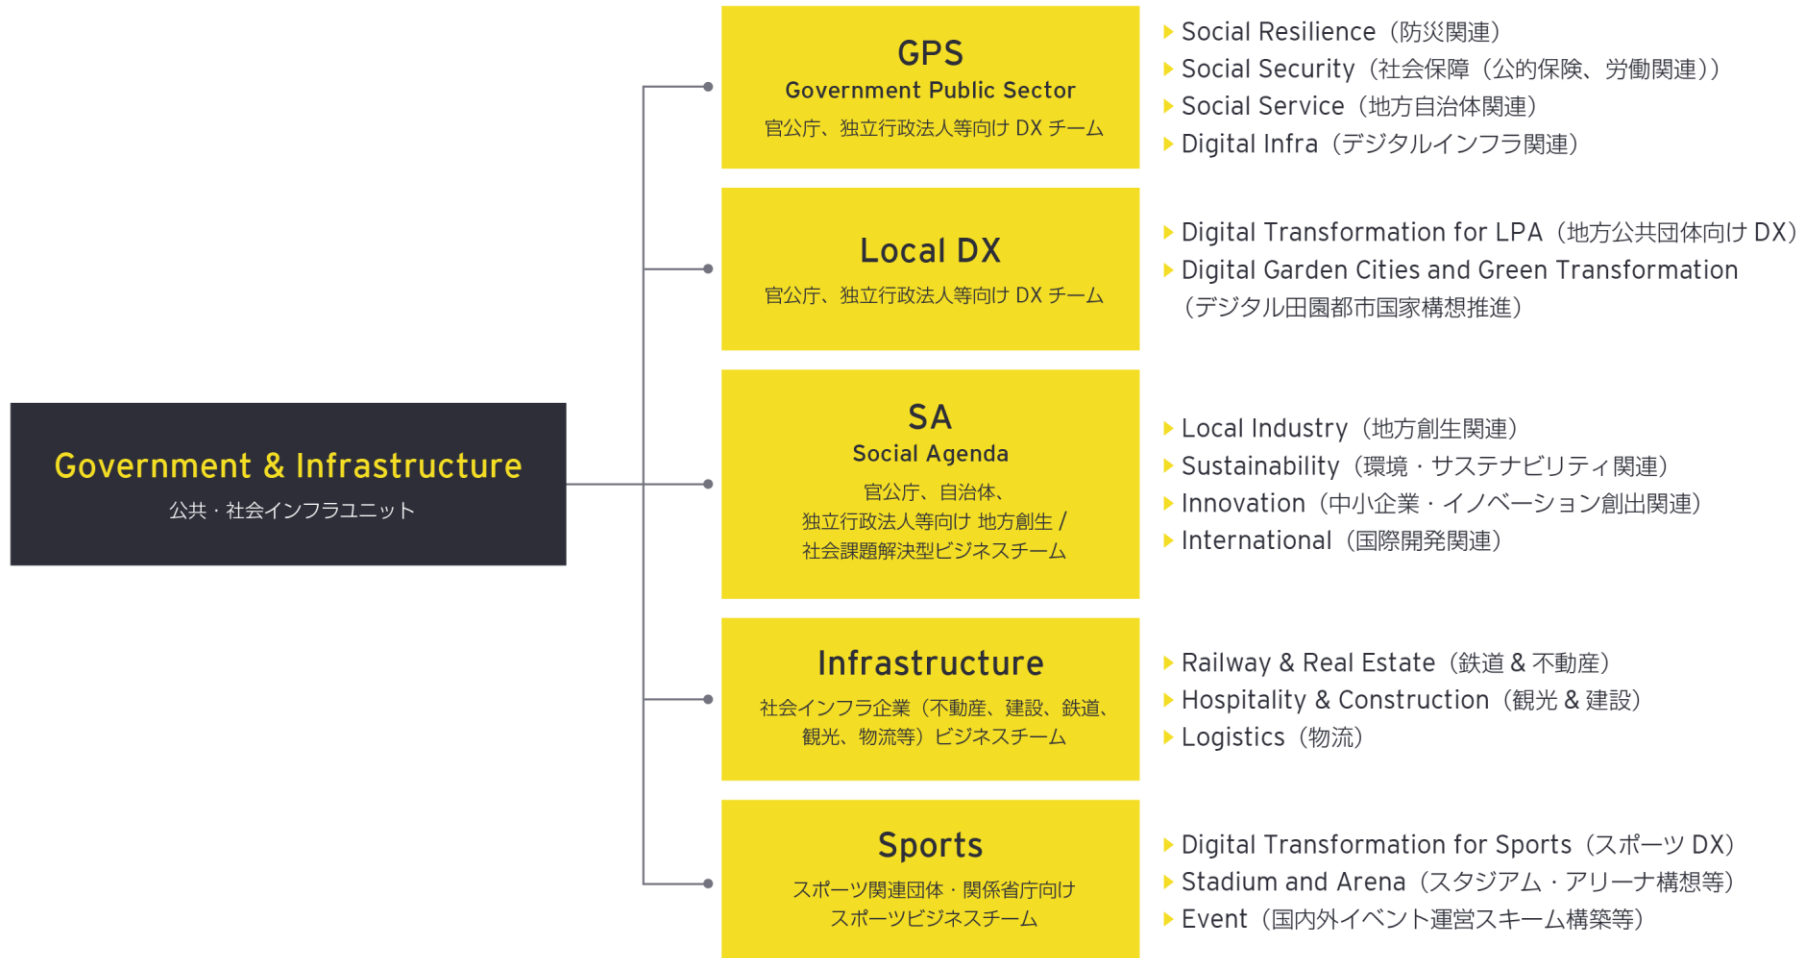 Government & Infrastructure
公共・社会インフラユニット
GPS
Government Public Sector
官公庁、独立行政法人等向け DX チーム
Social Resilience（防災関連）
Social Security（社会保障（公的保険、労働関連））
Social Service（地方自治体関連）
Digital Infra（デジタルインフラ関連）
Local DX
官公庁、独立行政法人等向け DX チーム
Digital Transformation for LPA（地方公共団体向け DX）
Digital Garden Cities and Green Transformation
（デジタル田園都市国家構想推進）
SA
Social Agenda
官公庁、自治体、
独立行政法人等向け 地方創生 /
社会課題解決型ビジネスチーム
Local Industry（地方創生関連）
Sustainability（環境・サステナビリティ関連）
Innovation（中小企業・イノベーション創出関連）
International（国際開発関連）
Infrastructure
社会インフラ企業（不動産、建設、鉄道、
観光、物流等）ビジネスチーム
Railway & Real Estate（鉄道 & 不動産）
Hospitality & Construction（観光 & 建設）
Logistics（物流）
Sports
スポーツ関連団体・関係省庁向け
スポーツビジネスチーム
Digital Transformation for Sports（スポーツ DX）
Stadium and Arena（スタジアム・アリーナ構想等）
Event（国内外イベント運営スキーム構築等）